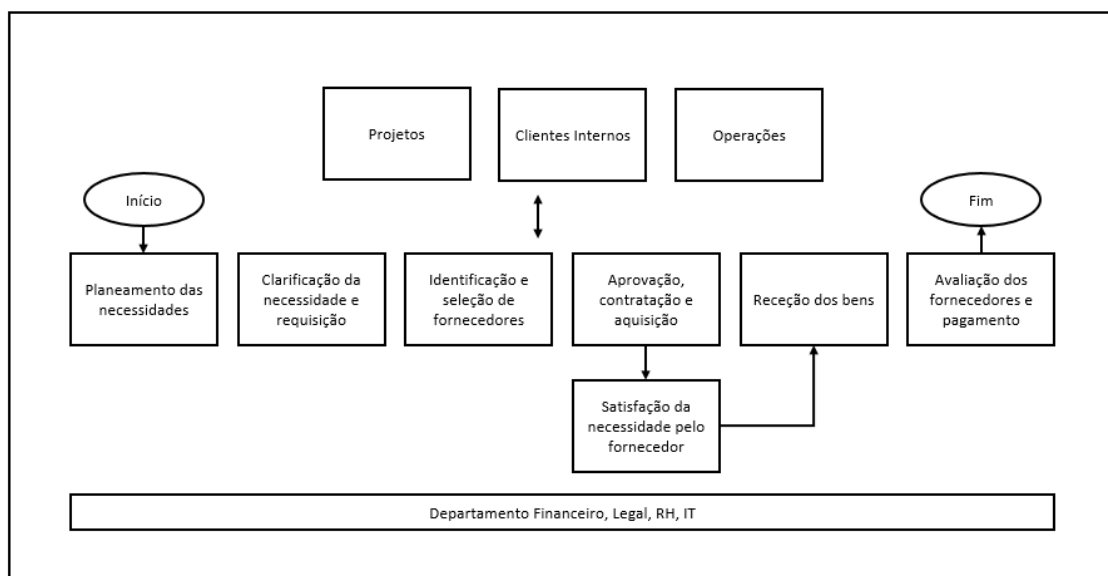 Projetos
Clientes Internos
Operações
Início
Fim
Planeamento das
necessidades
Clarificação da
necessidade e
requisição
Identificação e
seleção de
fornecedores
Aprovação,
contratação e
aquisição
Receção dos bens
Avaliação dos
fornecedores e
pagamento
Satisfação da
necessidade pelo
fornecedor
Departamento Financeiro, Legal, RH, IT